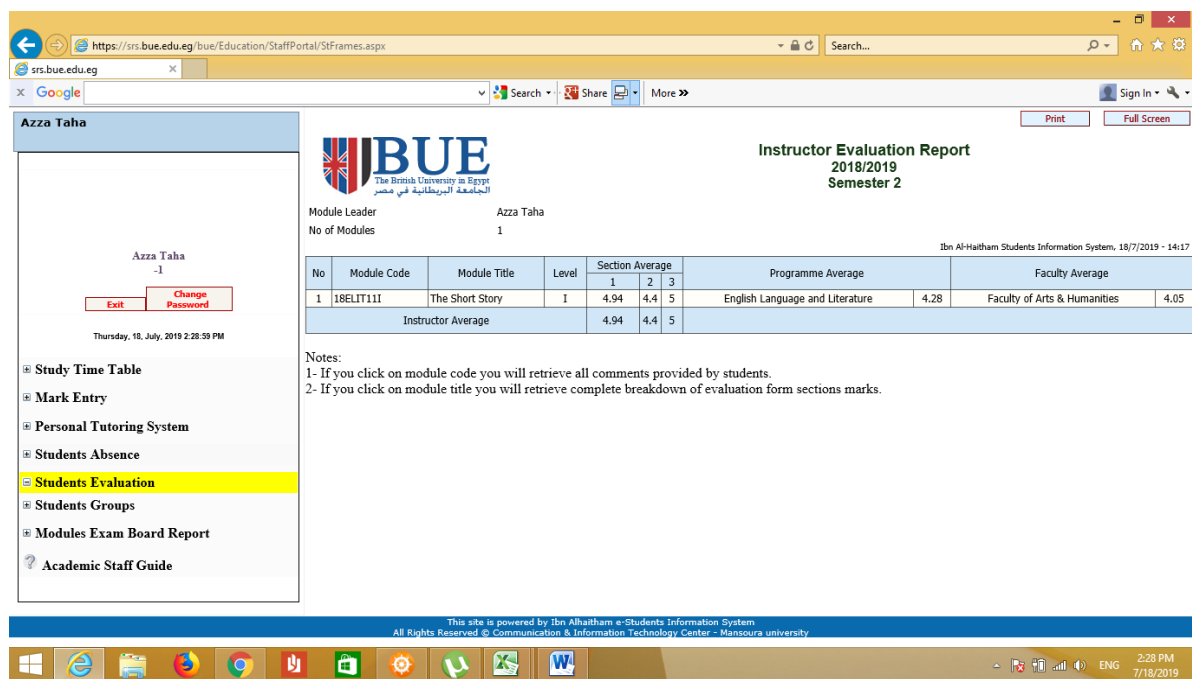 https://srs.bue.edu.eg/bue/Education/StaffPortal/StFrames.aspx
Search...
srs.bue.edu.eg
x Google
Search
Share
More »
Sign In
Azza Taha
Print
Full Screen
BUE
The British University in Egypt
الجامعة البريطانية في مصر
Instructor Evaluation Report
2018/2019
Semester 2
Module Leader Azza Taha
No of Modules 1
Ibn Al-Haitham Students Information System, 18/7/2019 - 14:17
Azza Taha
-1
Exit
Change Password
Thursday, 18, July, 2019 2:28:59 PM
No Module Code Module Title Level Section Average Programme Average Faculty Average
1 2 3
1 18ELIT11I The Short Story I 4.94 4.4 5 English Language and Literature 4.28 Faculty of Arts & Humanities 4.05
Instructor Average 4.94 4.4 5
Notes:
1- If you click on module code you will retrieve all comments provided by students.
2- If you click on module title you will retrieve complete breakdown of evaluation form sections marks.
Study Time Table
Mark Entry
Personal Tutoring System
Students Absence
Students Evaluation
Students Groups
Modules Exam Board Report
Academic Staff Guide
This site is powered by Ibn Alhaitham e-Students Information System
All Rights Reserved © Communication & Information Technology Center - Mansoura university
ENG
2:28 PM
7/18/2019